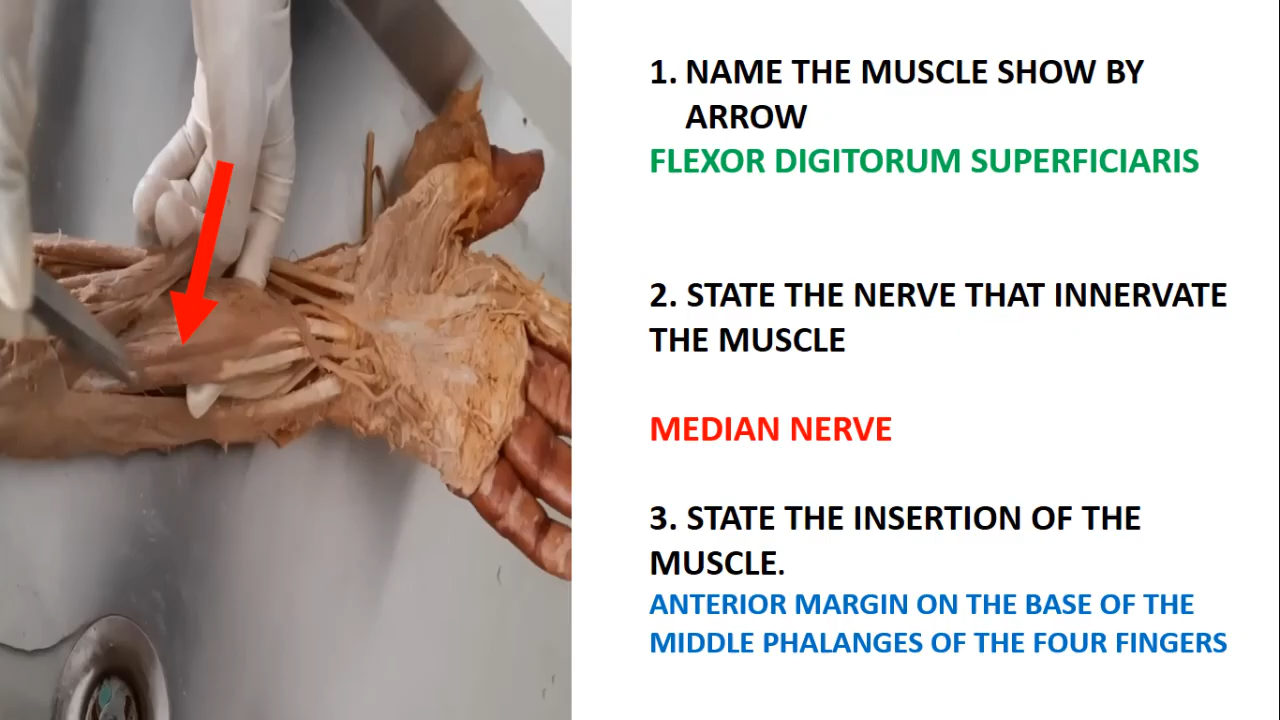 1. NAME THE MUSCLE SHOW BY
ARROW
FLEXOR DIGITORUM SUPERFICIARIS
2. STATE THE NERVE THAT INNERVATE
THE MUSCLE
MEDIAN NERVE
3. STATE THE INSERTION OF THE
MUSCLE.
ANTERIOR MARGIN ON THE BASE OF THE
MIDDLE PHALANGES OF THE FOUR FINGERS